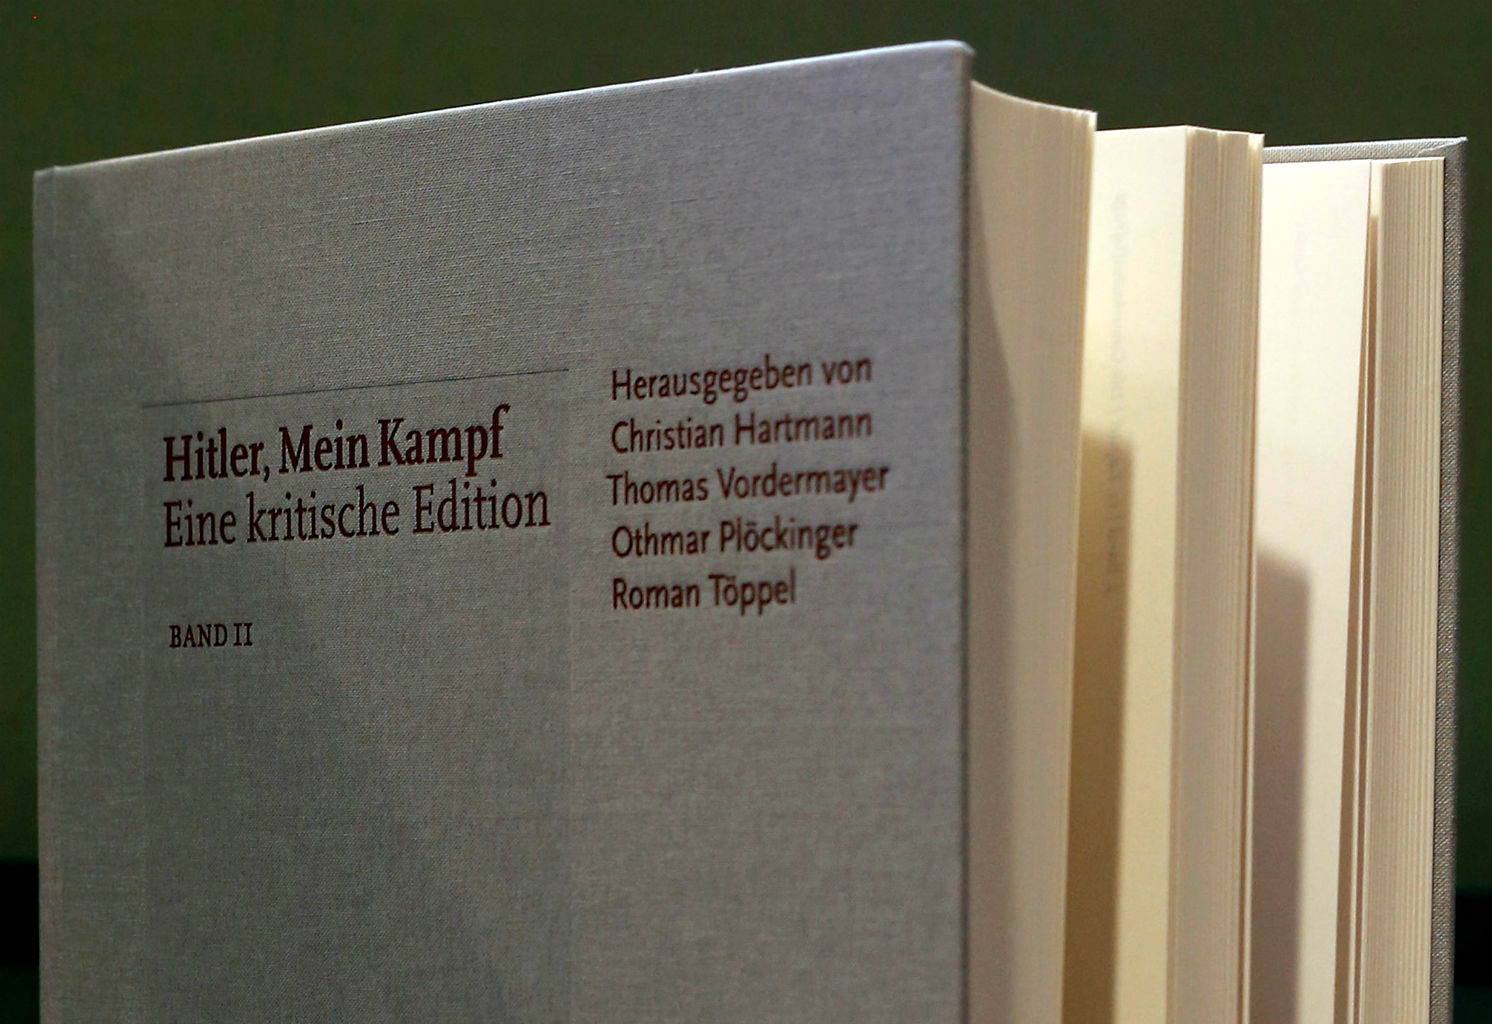 Hitler, Mein Kampf
Eine kritische Edition
BAND II
Herausgegeben von
Christian Hartmann
Thomas Vordermayer
Othmar Plöckinger
Roman Töppel